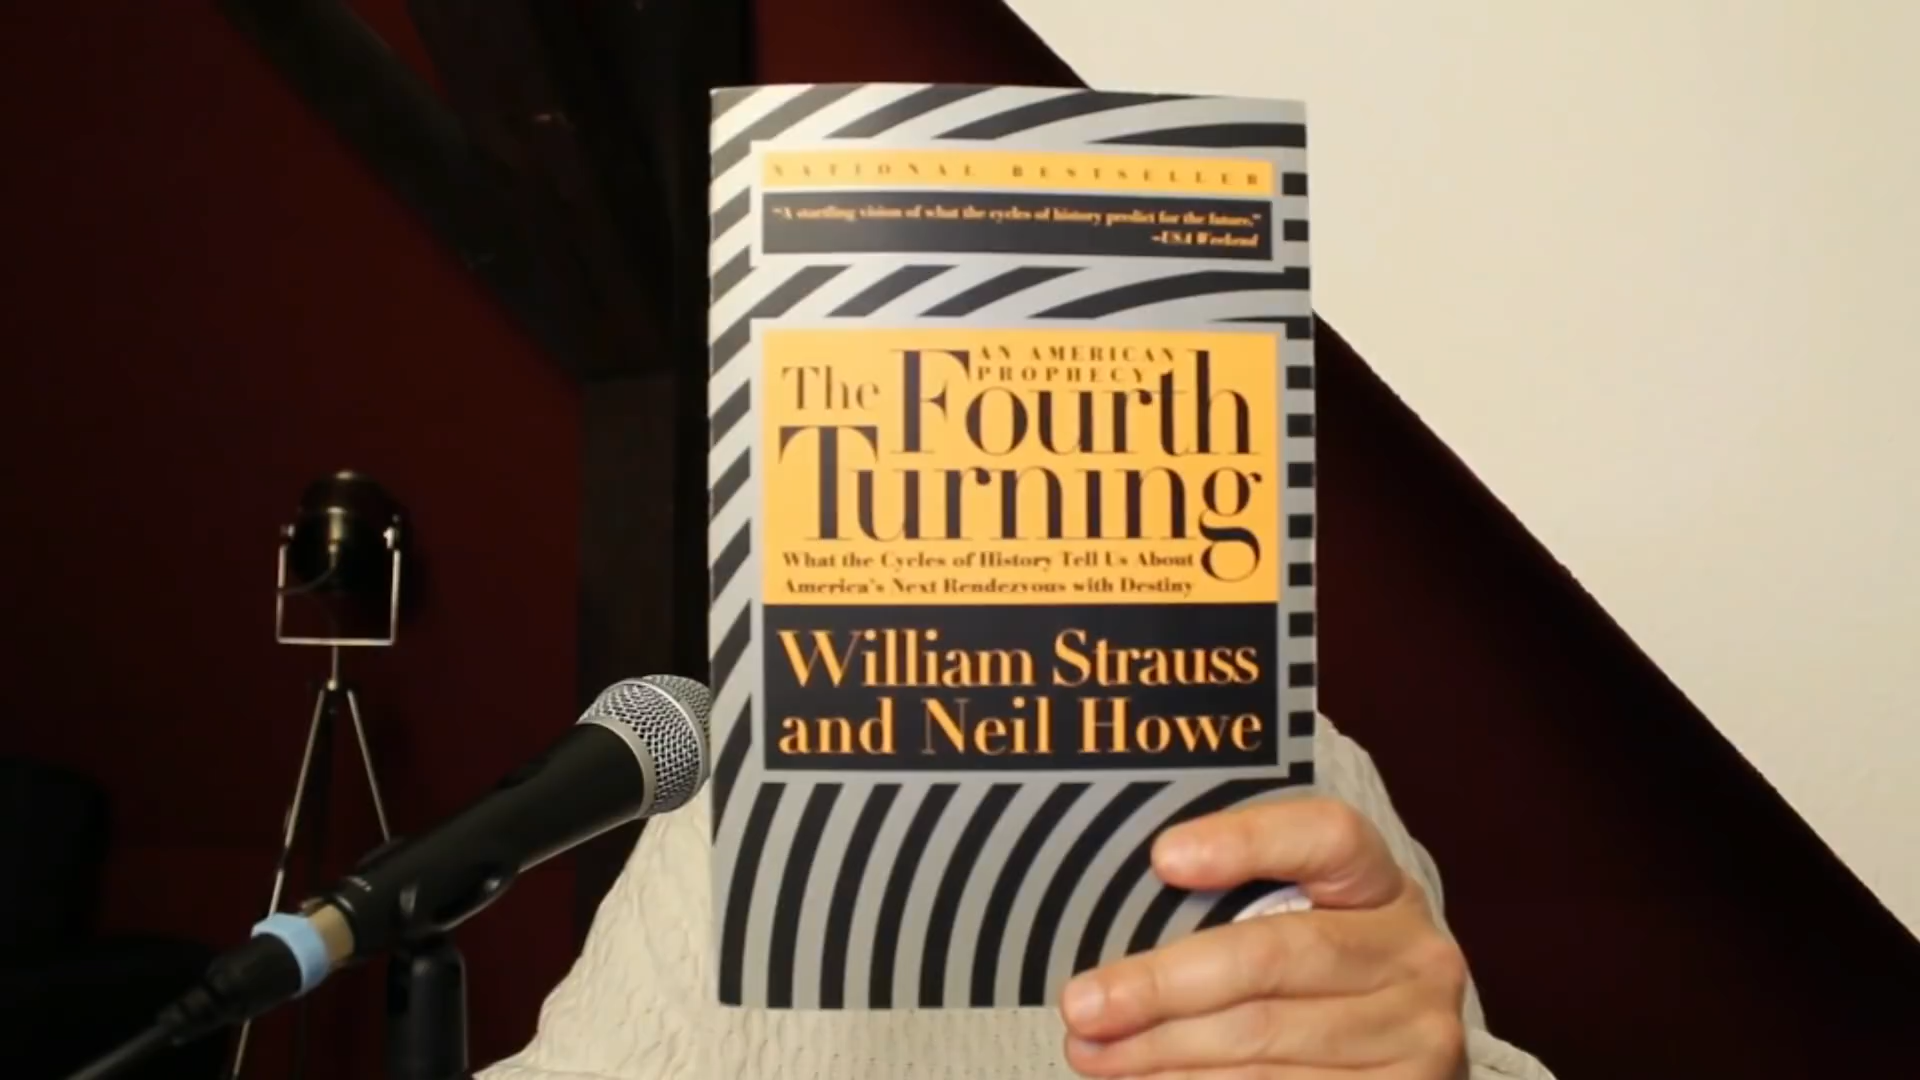 NATIONAL BESTSELLER
"A startling vision of what the cycles of history predict for the future."
–USA Weekend
AN AMERICAN
PROPHECY
The Fourth
Turning
What the Cycles of History Tell Us About
America's Next Rendezvous with Destiny
William Strauss
and Neil Howe